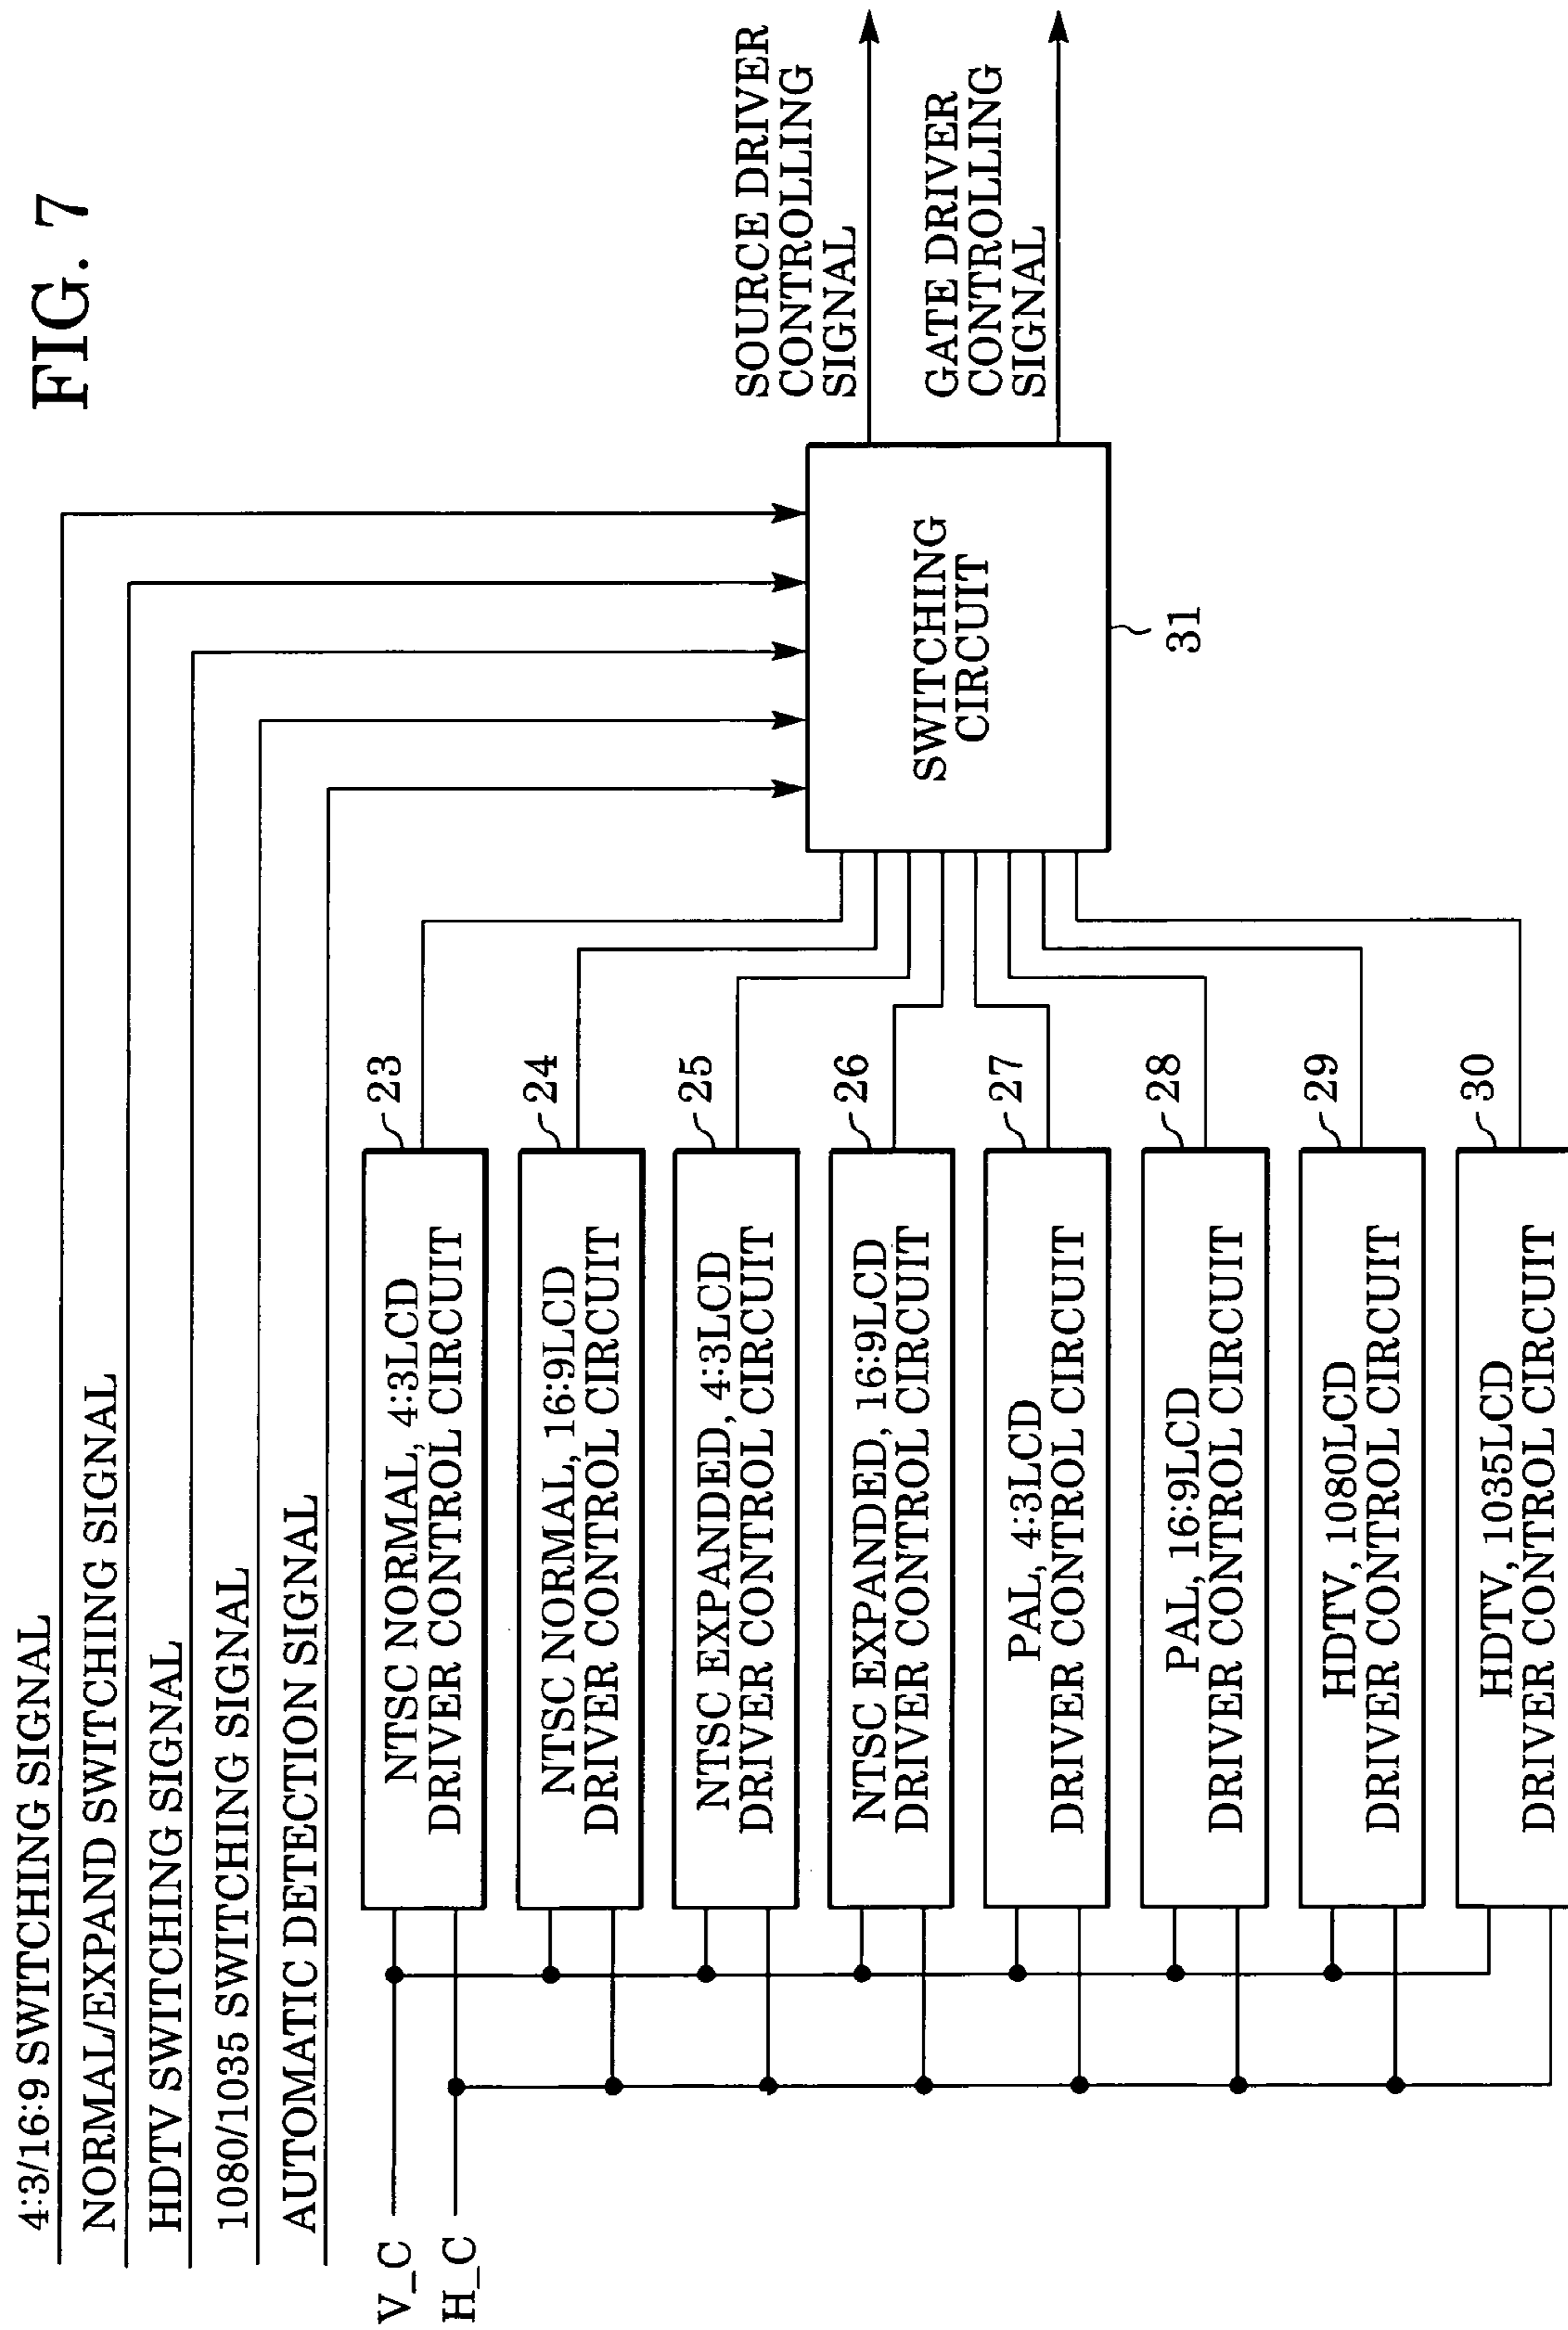 FIG. 7
4:3/16:9 SWITCHING SIGNAL
NORMAL/EXPAND SWITCHING SIGNAL
HDTV SWITCHING SIGNAL
1080/1035 SWITCHING SIGNAL
AUTOMATIC DETECTION SIGNAL
V_C
H_C
NTSC NORMAL, 4:3LCD
DRIVER CONTROL CIRCUIT
23
NTSC NORMAL, 16:9LCD
DRIVER CONTROL CIRCUIT
24
NTSC EXPANDED, 4:3LCD
DRIVER CONTROL CIRCUIT
25
NTSC EXPANDED, 16:9LCD
DRIVER CONTROL CIRCUIT
26
PAL, 4:3LCD
DRIVER CONTROL CIRCUIT
27
PAL, 16:9LCD
DRIVER CONTROL CIRCUIT
28
HDTV, 1080LCD
DRIVER CONTROL CIRCUIT
29
HDTV, 1035LCD
DRIVER CONTROL CIRCUIT
30
SWITCHING
CIRCUIT
31
SOURCE DRIVER
CONTROLLING
SIGNAL
GATE DRIVER
CONTROLLING
SIGNAL